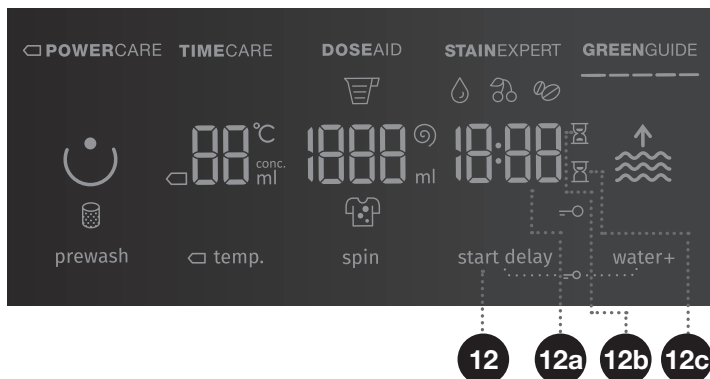 POWERCARE TIMECARE DOSEAID STAINEXPERT GREENGUIDE
88 °C 1888 18:88
conc.
ml ml
prewash temp. spin start delay water+
12 12a 12b 12c